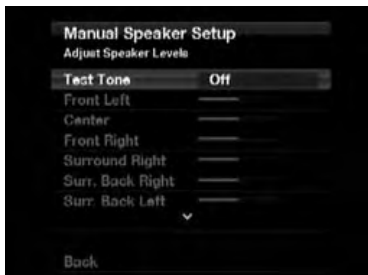 Manual Speaker Setup
Adjust Speaker Levels
Test Tone Off
Front Left
Center
Front Right
Surround Right
Surr. Back Right
Surr. Back Left
Back